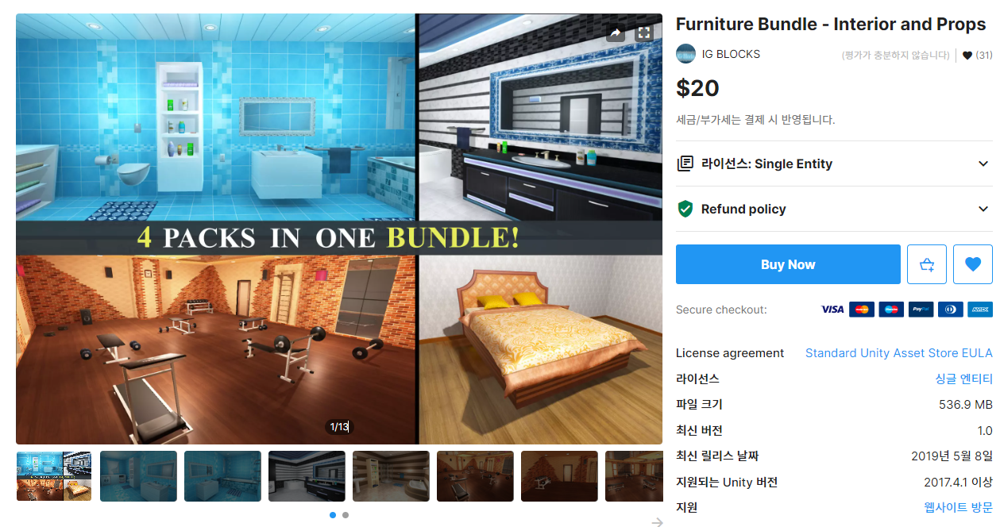 Furniture Bundle - Interior and Props
IG BLOCKS
(평가가 충분하지 않습니다)
(31)
$20
세금/부가세는 결제 시 반영됩니다.
라이선스: Single Entity
Refund policy
4 PACKS IN ONE BUNDLE!
Buy Now
Secure checkout:
VISA
PayPal
AMEX
License agreement
Standard Unity Asset Store EULA
라이선스
싱글 엔티티
파일 크기
536.9 MB
최신 버전
1.0
최신 릴리스 날짜
2019년 5월 8일
지원되는 Unity 버전
2017.4.1 이상
지원
웹사이트 방문
1/13